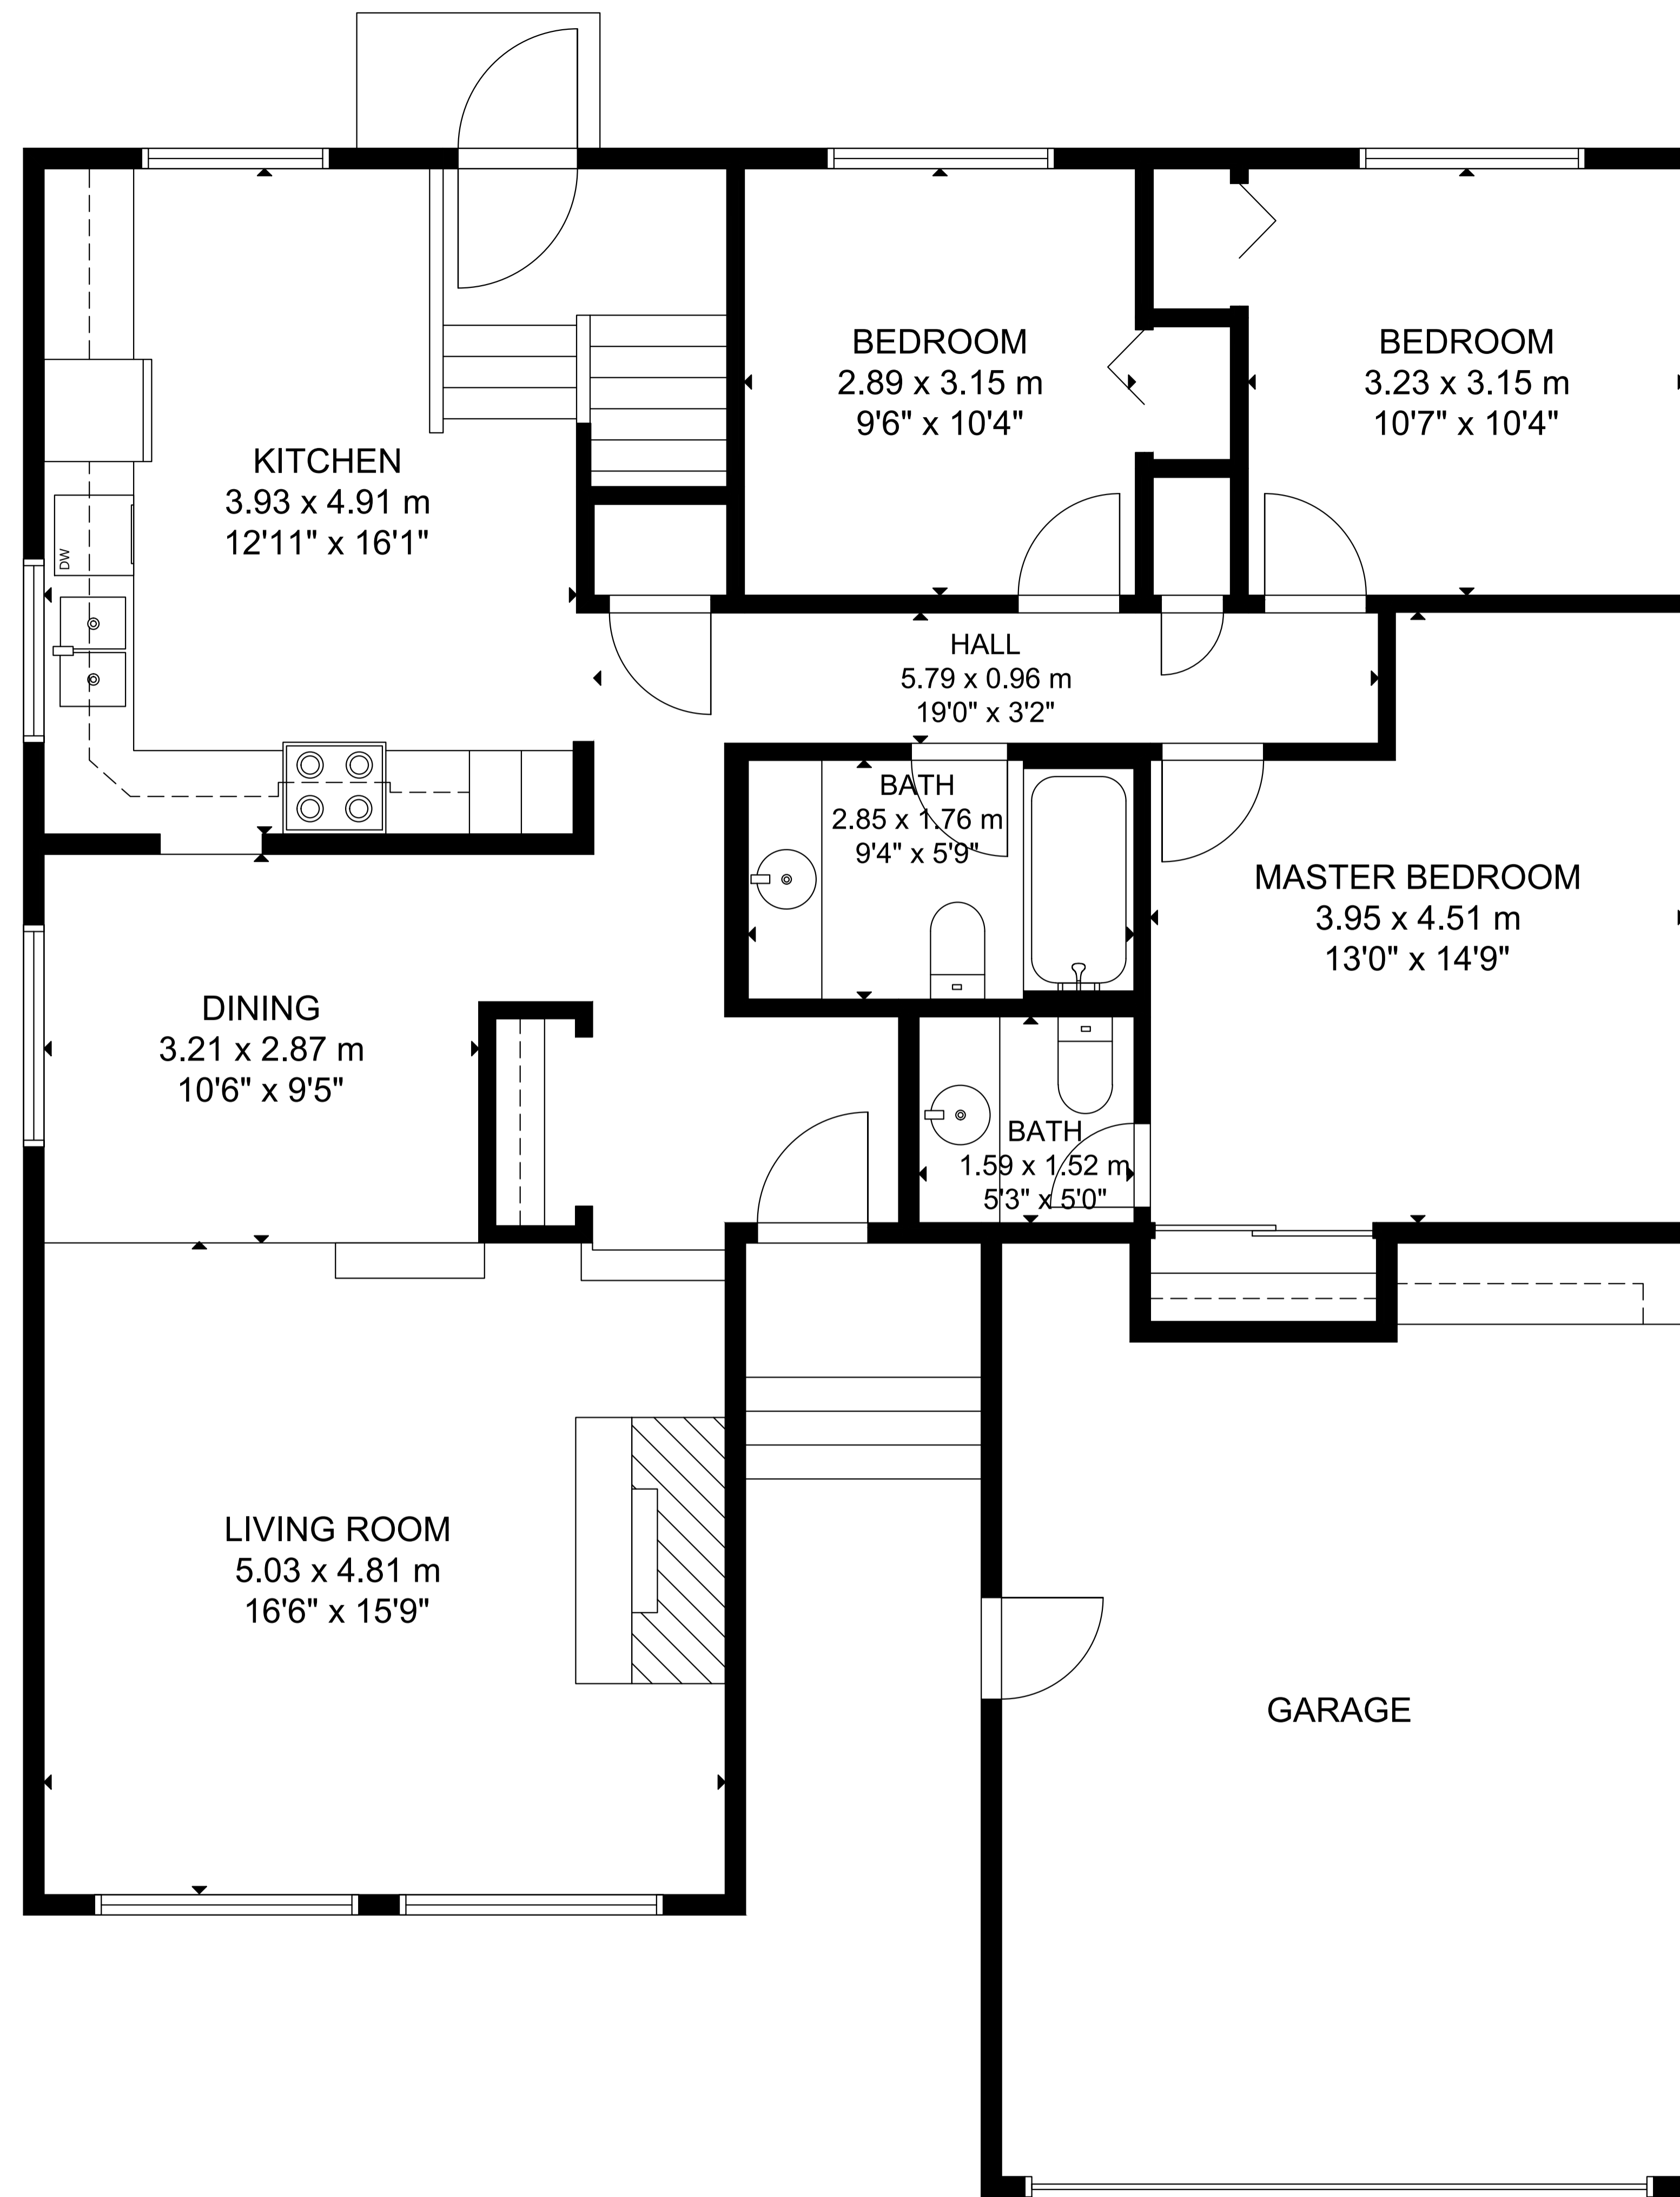 BEDROOM
2.89 x 3.15 m
9'6" x 10'4"
BEDROOM
3.23 x 3.15 m
10'7" x 10'4"
KITCHEN
3.93 x 4.91 m
12'11" x 16'1"
DW
HALL
5.79 x 0.96 m
19'0" x 3'2"
BATH
2.85 x 1.76 m
9'4" x 5'9"
MASTER BEDROOM
3.95 x 4.51 m
13'0" x 14'9"
DINING
3.21 x 2.87 m
10'6" x 9'5"
BATH
1.59 x 1.52 m
5'3" x 5'0"
LIVING ROOM
5.03 x 4.81 m
16'6" x 15'9"
GARAGE